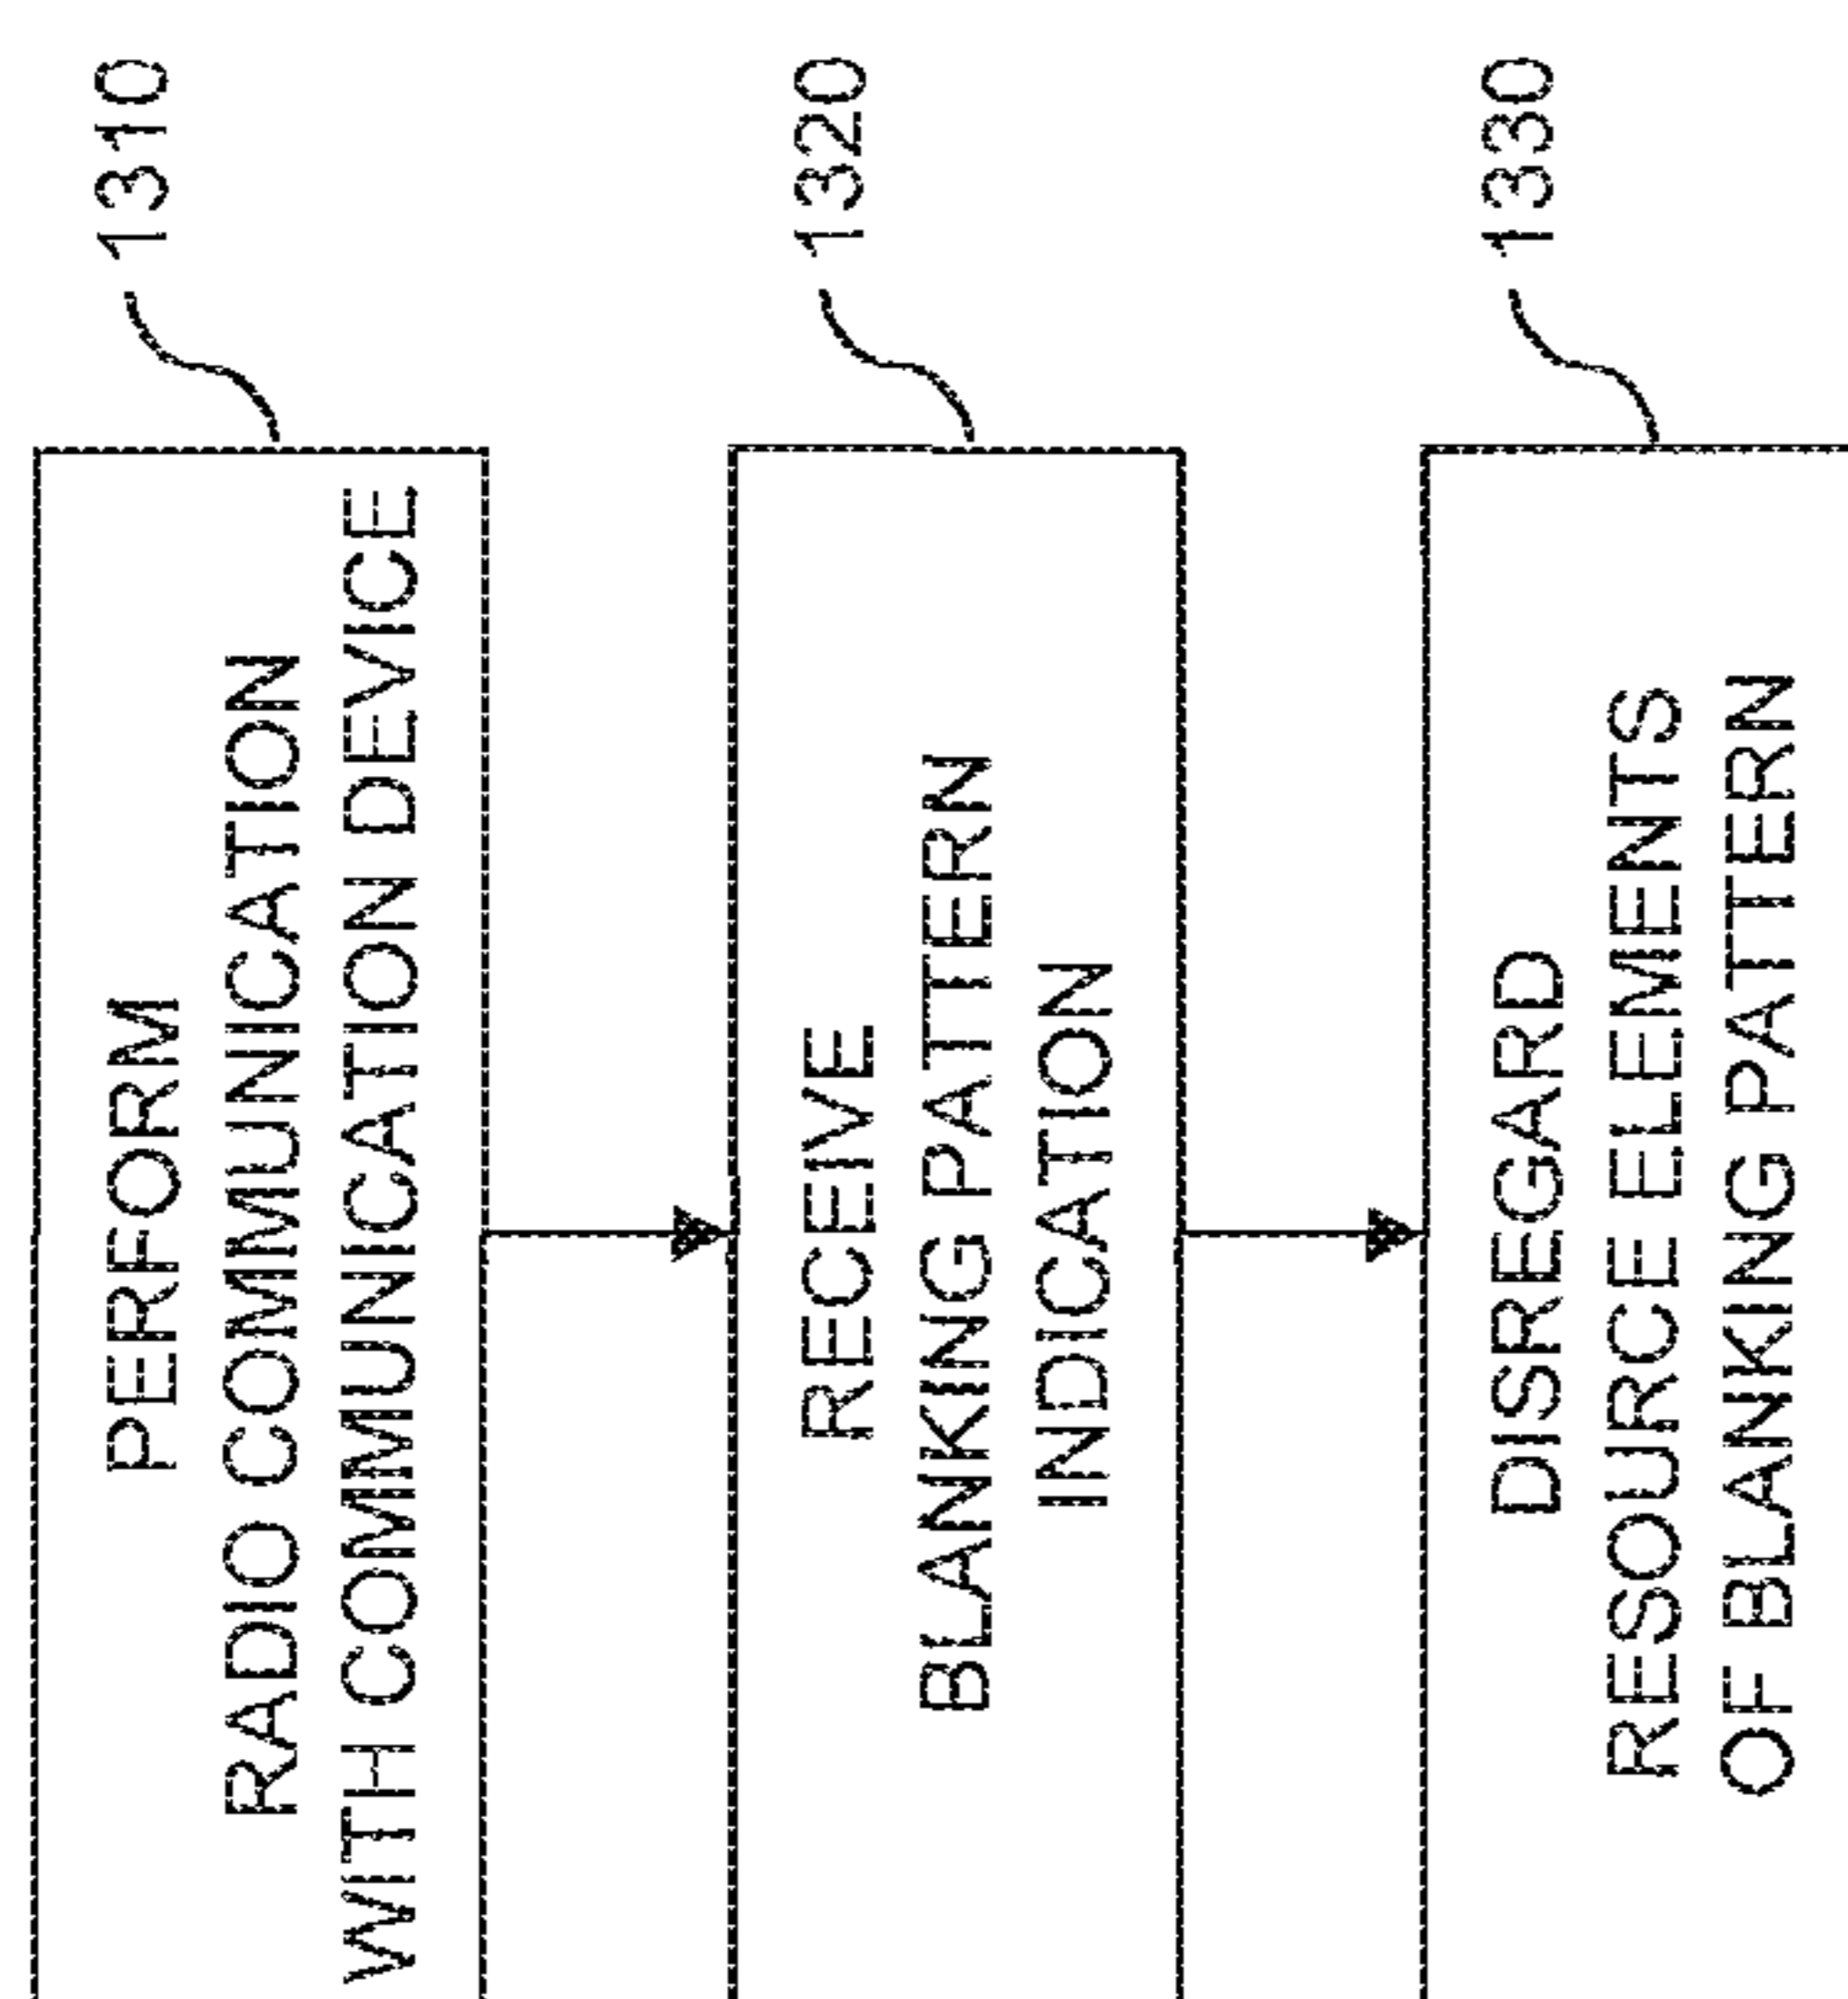 PERFORM
RADIO COMMUNICATION
WITH COMMUNICATION DEVICE
1310
RECEIVE
BLANKING PATTERN
INDICATION
1320
DISREGARD
RESOURCE ELEMENTS
OF BLANKING PATTERN
1330